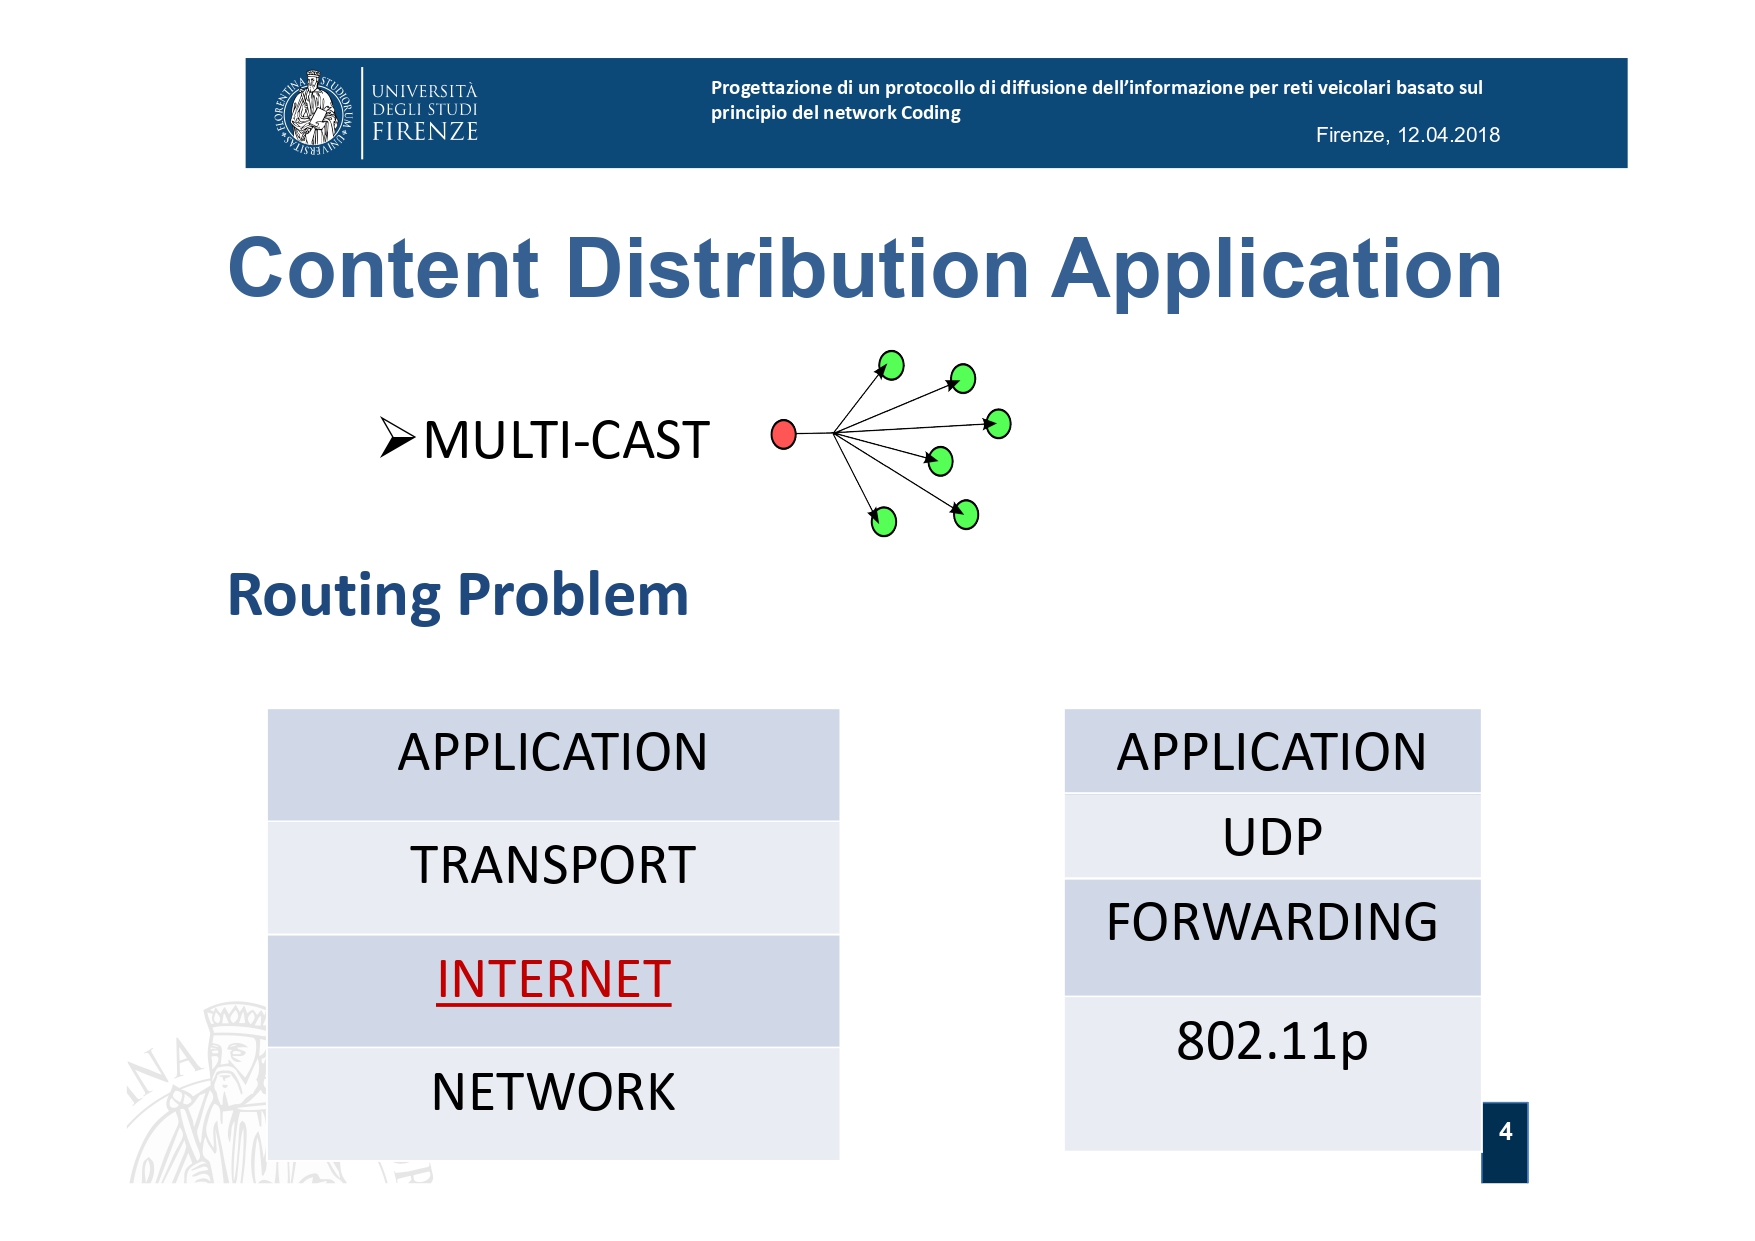 UNIVERSITÀ
DEGLI STUDI
FIRENZE
Progettazione di un protocollo di diffusione dell’informazione per reti veicolari basato sul
principio del network Coding
Firenze, 12.04.2018
Content Distribution Application
➢MULTI-CAST
Routing Problem
APPLICATION
TRANSPORT
INTERNET
NETWORK
APPLICATION
UDP
FORWARDING
802.11p
4